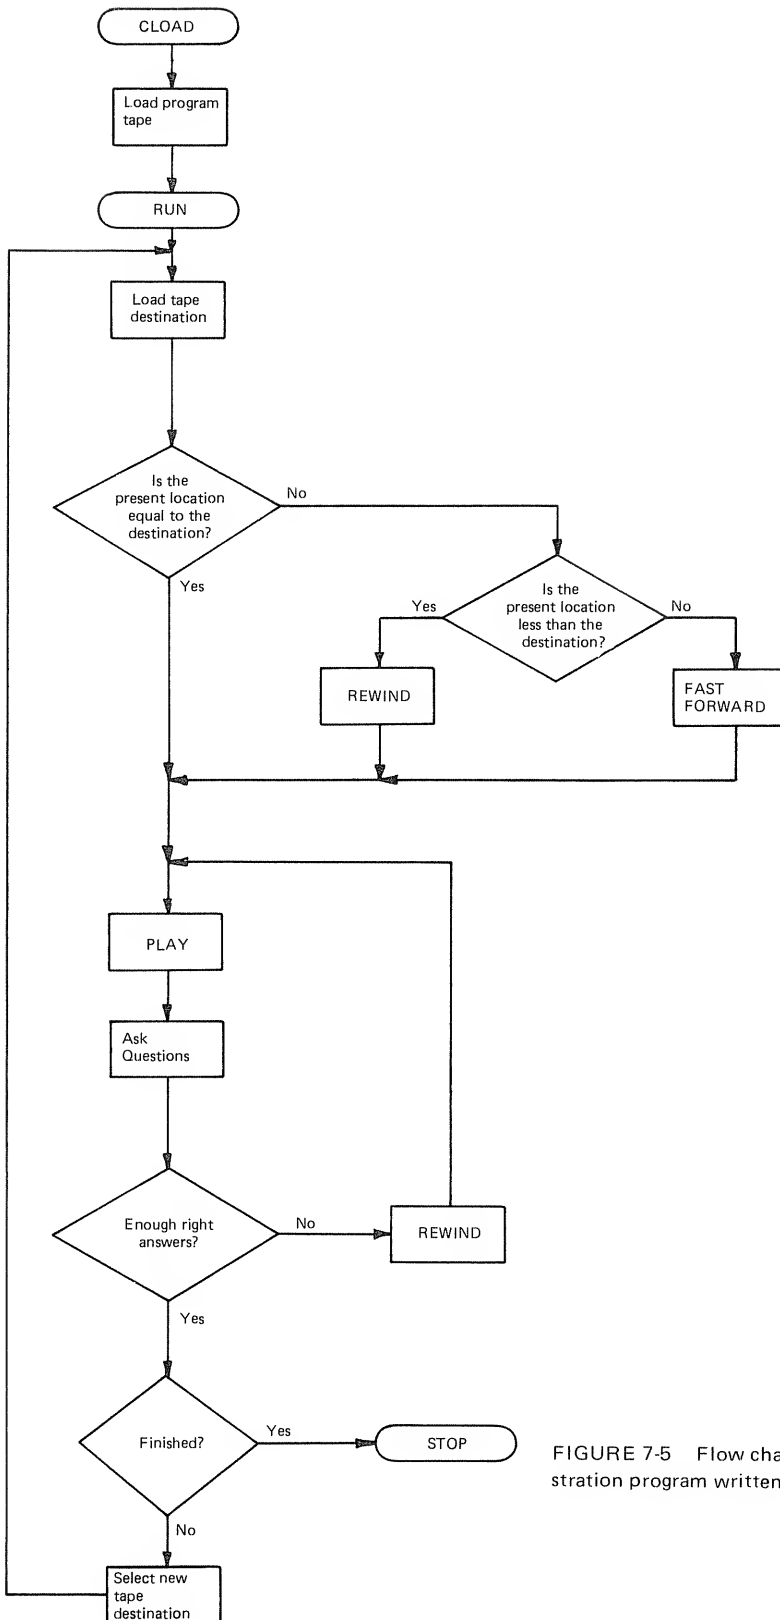 CLOAD
Load program
tape
RUN
Load tape
destination
Is the
present location
equal to the
destination?
No
Yes
Is the
present location
less than the
destination?
Yes
No
REWIND
FAST
FORWARD
PLAY
Ask
Questions
Enough right
answers?
No
REWIND
Yes
Finished?
Yes
STOP
FIGURE 7-5 Flow cha
stration program written
No
Select new
tape
destination